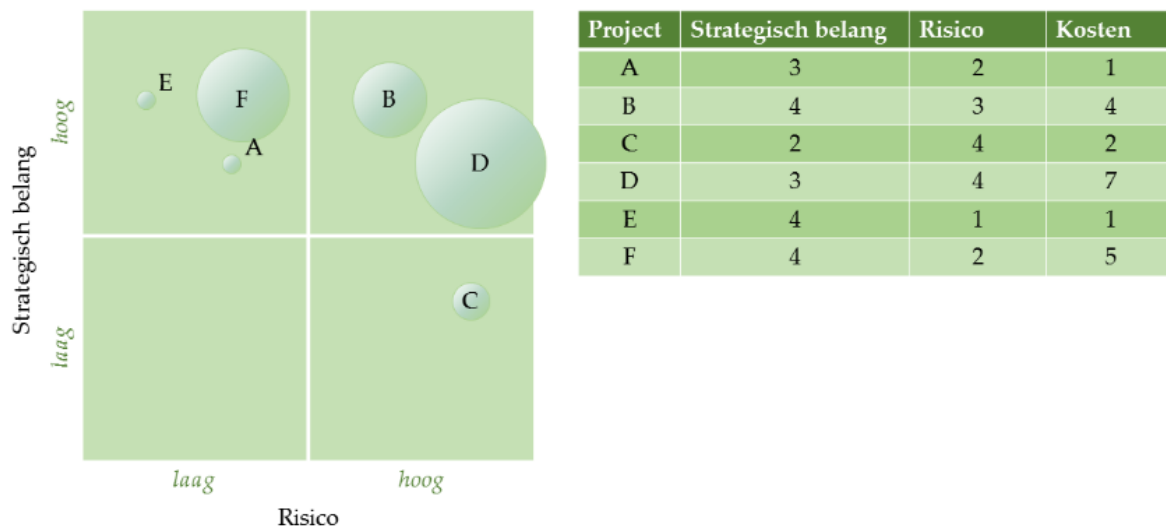 E
F
A
B
D
C
hoog
laag
Strategisch belang
laag hoog
Risico
Project Strategisch belang Risico Kosten
A 3 2 1
B 4 3 4
C 2 4 2
D 3 4 7
E 4 1 1
F 4 2 5